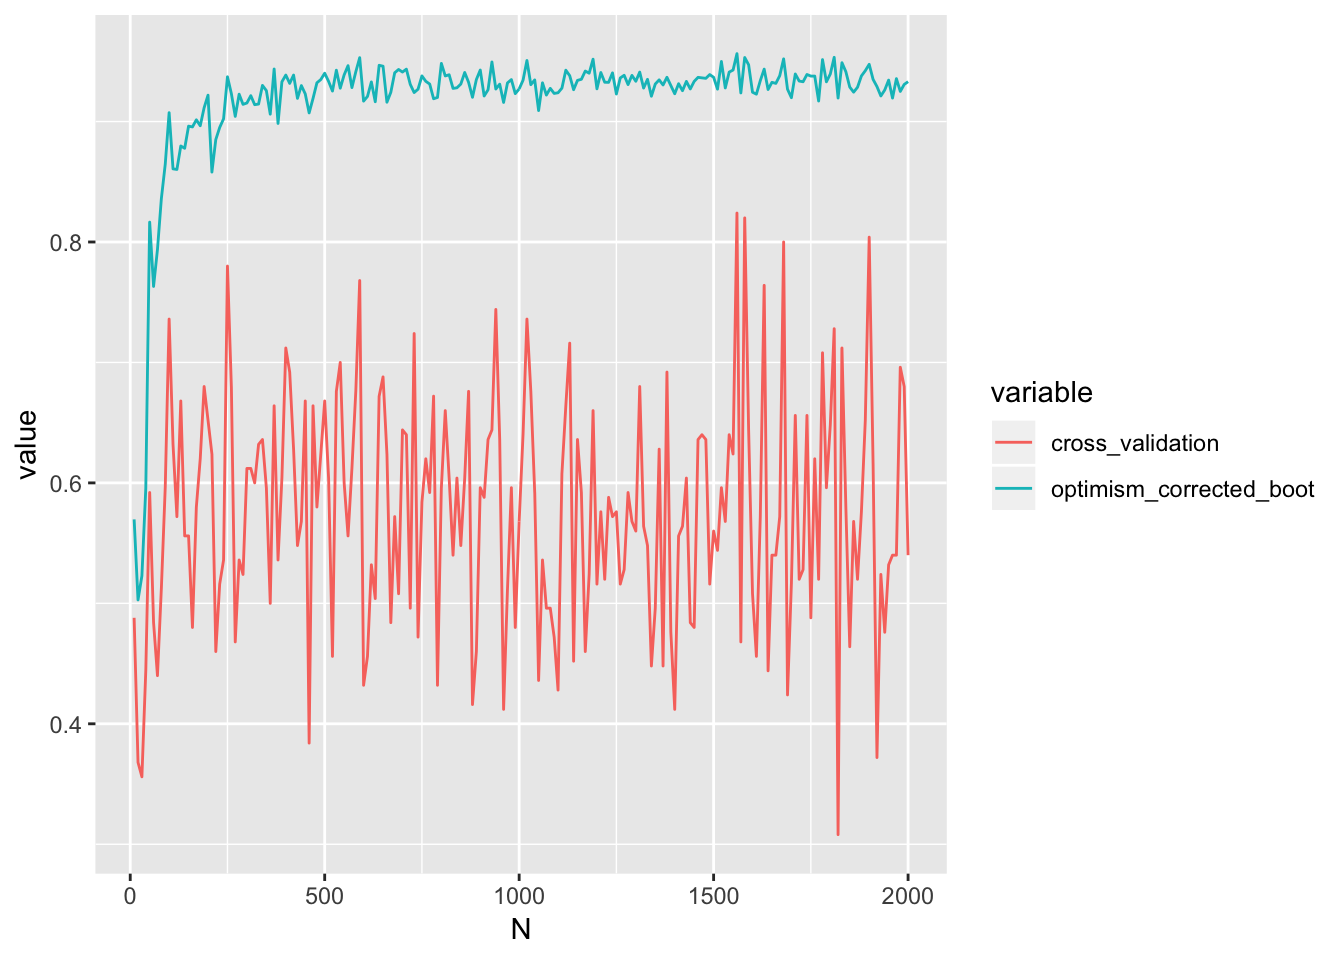 value
0.8
0.6
0.4
0
500
1000
1500
2000
N
variable
cross_validation
optimism_corrected_boot